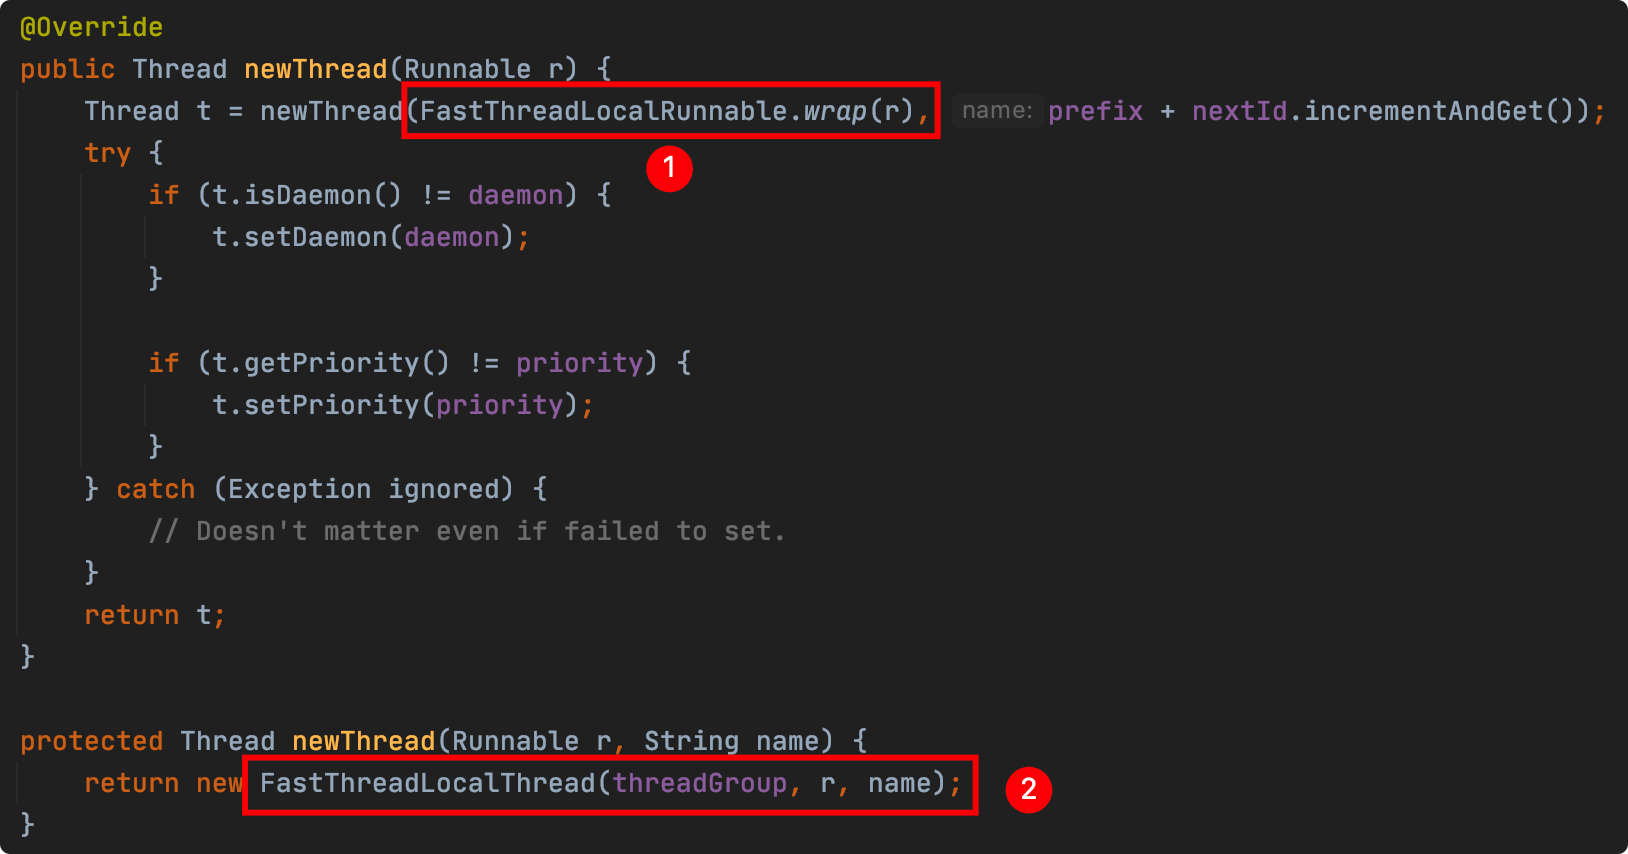 @Override
public Thread newThread(Runnable r) {
    Thread t = newThread(FastThreadLocalRunnable.wrap(r), name: prefix + nextId.incrementAndGet());
    try {
1
        if (t.isDaemon() != daemon) {
            t.setDaemon(daemon);
        }
        if (t.getPriority() != priority) {
            t.setPriority(priority);
        }
    } catch (Exception ignored) {
        // Doesn't matter even if failed to set.
    }
    return t;
}
protected Thread newThread(Runnable r, String name) {
    return new FastThreadLocalThread(threadGroup, r, name); 2
}